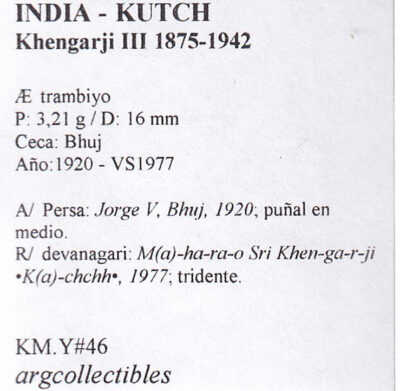 INDIA - KUTCH
Khengarji III 1875-1942
Æ trambiyo
P: 3,21 g / D: 16 mm
Ceca: Bhuj
Año:1920 - VS1977
A/ Persa: Jorge V, Bhuj, 1920; puñal en
medio.
R/ devanagari: M(a)-ha-ra-o Sri Khen-ga-r-ji
•K(a)-chchh•, 1977; tridente.
KM.Y#46
argcollectibles